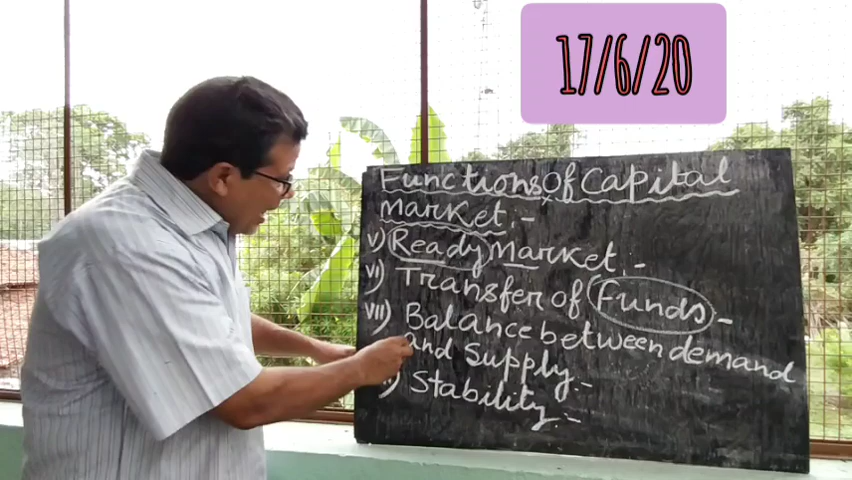 17/6/20
Functions of Capital
market:-
V) Ready Market:-
VI) Transfer of Funds-
VII) Balance between demand
and Supply:-
Stability:-